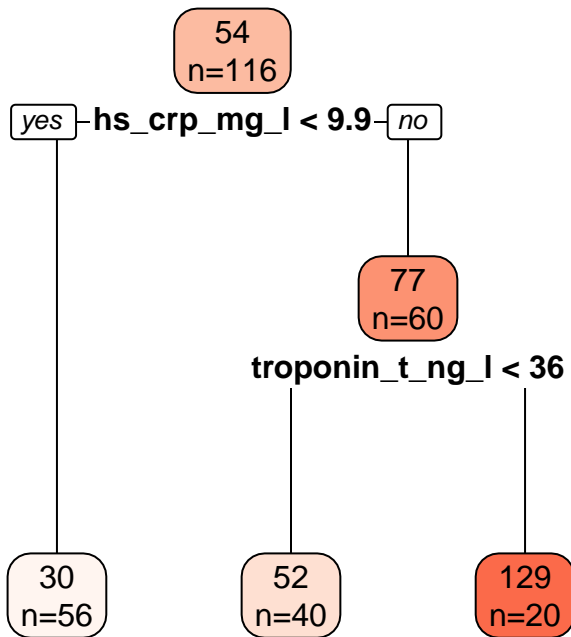 54
n=116
yes hs_crp_mg_l < 9.9 no
77
n=60
troponin_t_ng_l < 36
30
n=56
52
n=40
129
n=20